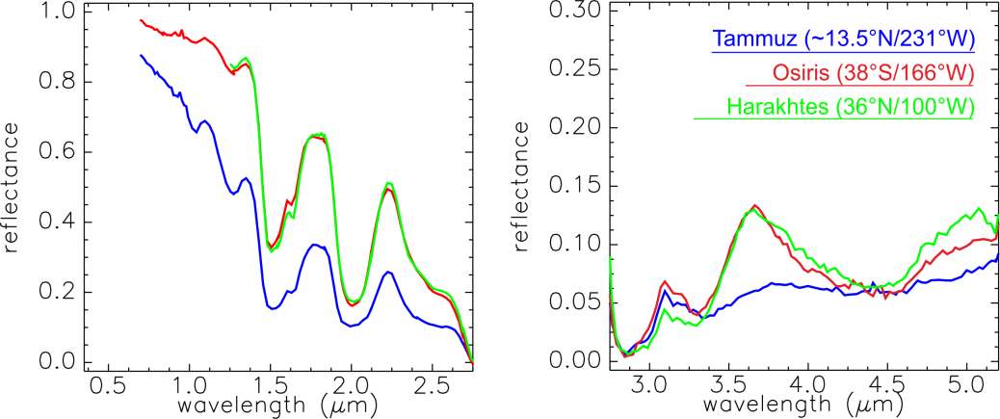 1.0
0.8
0.6
0.4
0.2
0.0
reflectance
0.5 1.0 1.5 2.0 2.5
wavelength (μm)
0.30
0.25
0.20
0.15
0.10
0.05
0.00
reflectance
Tammuz (~13.5°N/231°W)
Osiris (38°S/166°W)
Harakhtes (36°N/100°W)
3.0 3.5 4.0 4.5 5.0
wavelength (μm)